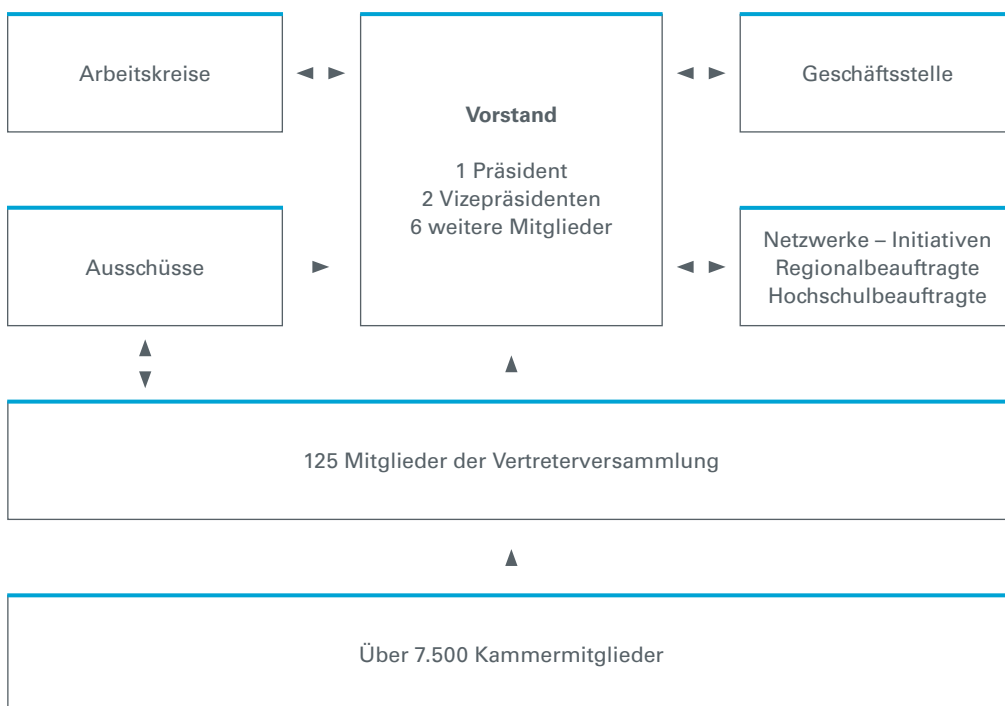 Arbeitskreise
Vorstand
1 Präsident
2 Vizepräsidenten
6 weitere Mitglieder
Geschäftsstelle
Ausschüsse
Netzwerke – Initiativen
Regionalbeauftragte
Hochschulbeauftragte
125 Mitglieder der Vertreterversammlung
Über 7.500 Kammermitglieder